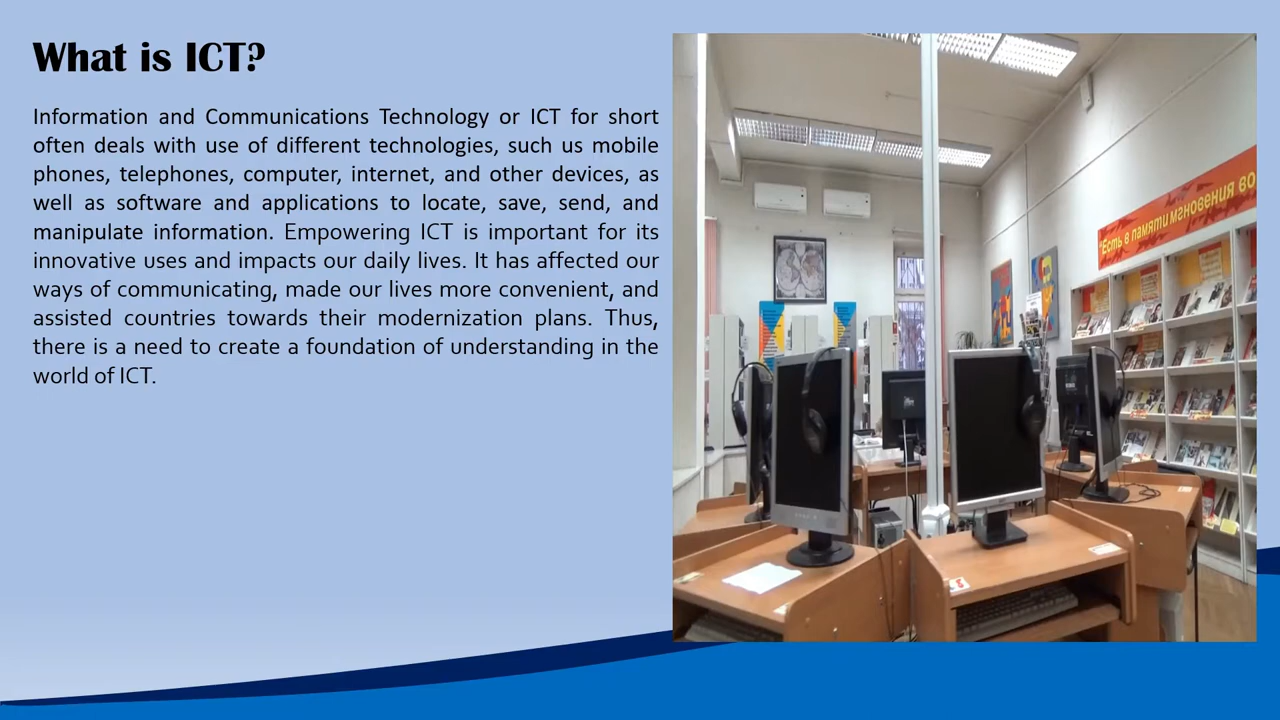 What is ICT?
Information and Communications Technology or ICT for short
often deals with use of different technologies, such us mobile
phones, telephones, computer, internet, and other devices, as
well as software and applications to locate, save, send, and
manipulate information. Empowering ICT is important for its
innovative uses and impacts our daily lives. It has affected our
ways of communicating, made our lives more convenient, and
assisted countries towards their modernization plans. Thus,
there is a need to create a foundation of understanding in the
world of ICT.
"Есть в памяти мгновения во